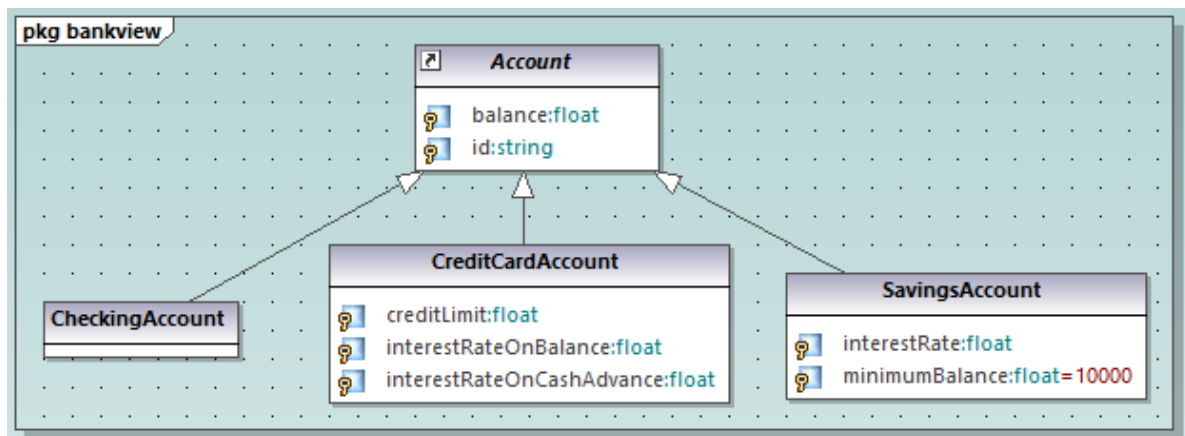 pkg bankview
Account
balance:float
id:string
CheckingAccount
CreditCardAccount
creditLimit:float
interestRateOnBalance:float
interestRateOnCashAdvance:float
SavingsAccount
interestRate:float
minimumBalance:float=10000